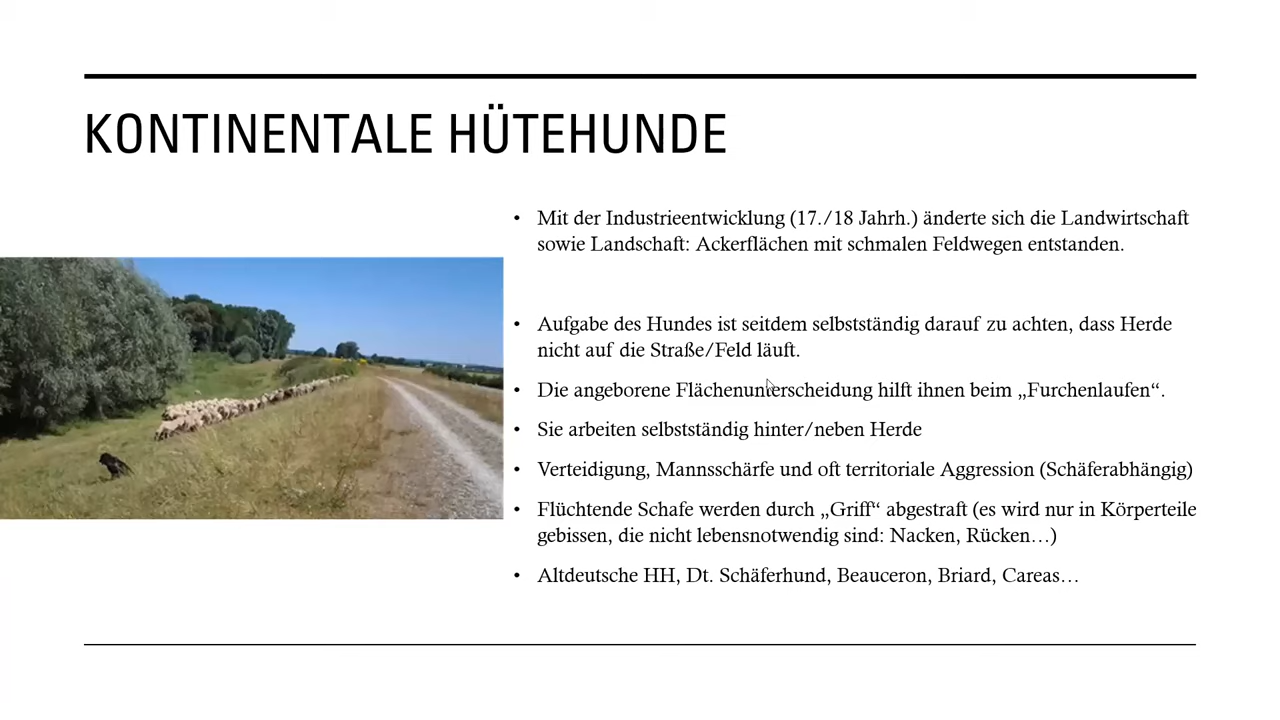 KONTINENTALE HÜTEHUNDE
• Mit der Industrieentwicklung (17./18 Jahrh.) änderte sich die Landwirtschaft
sowie Landschaft: Ackerflächen mit schmalen Feldwegen entstanden.
• Aufgabe des Hundes ist seitdem selbstständig darauf zu achten, dass Herde
nicht auf die Straße/Feld läuft.
• Die angeborene Flächenunterscheidung hilft ihnen beim „Furchenlaufen“.
• Sie arbeiten selbstständig hinter/neben Herde
• Verteidigung, Mannsschärfe und oft territoriale Aggression (Schäferabhängig)
• Flüchtende Schafe werden durch „Griff“ abgestraft (es wird nur in Körperteile
gebissen, die nicht lebensnotwendig sind: Nacken, Rücken…)
• Altdeutsche HH, Dt. Schäferhund, Beauceron, Briard, Careas…